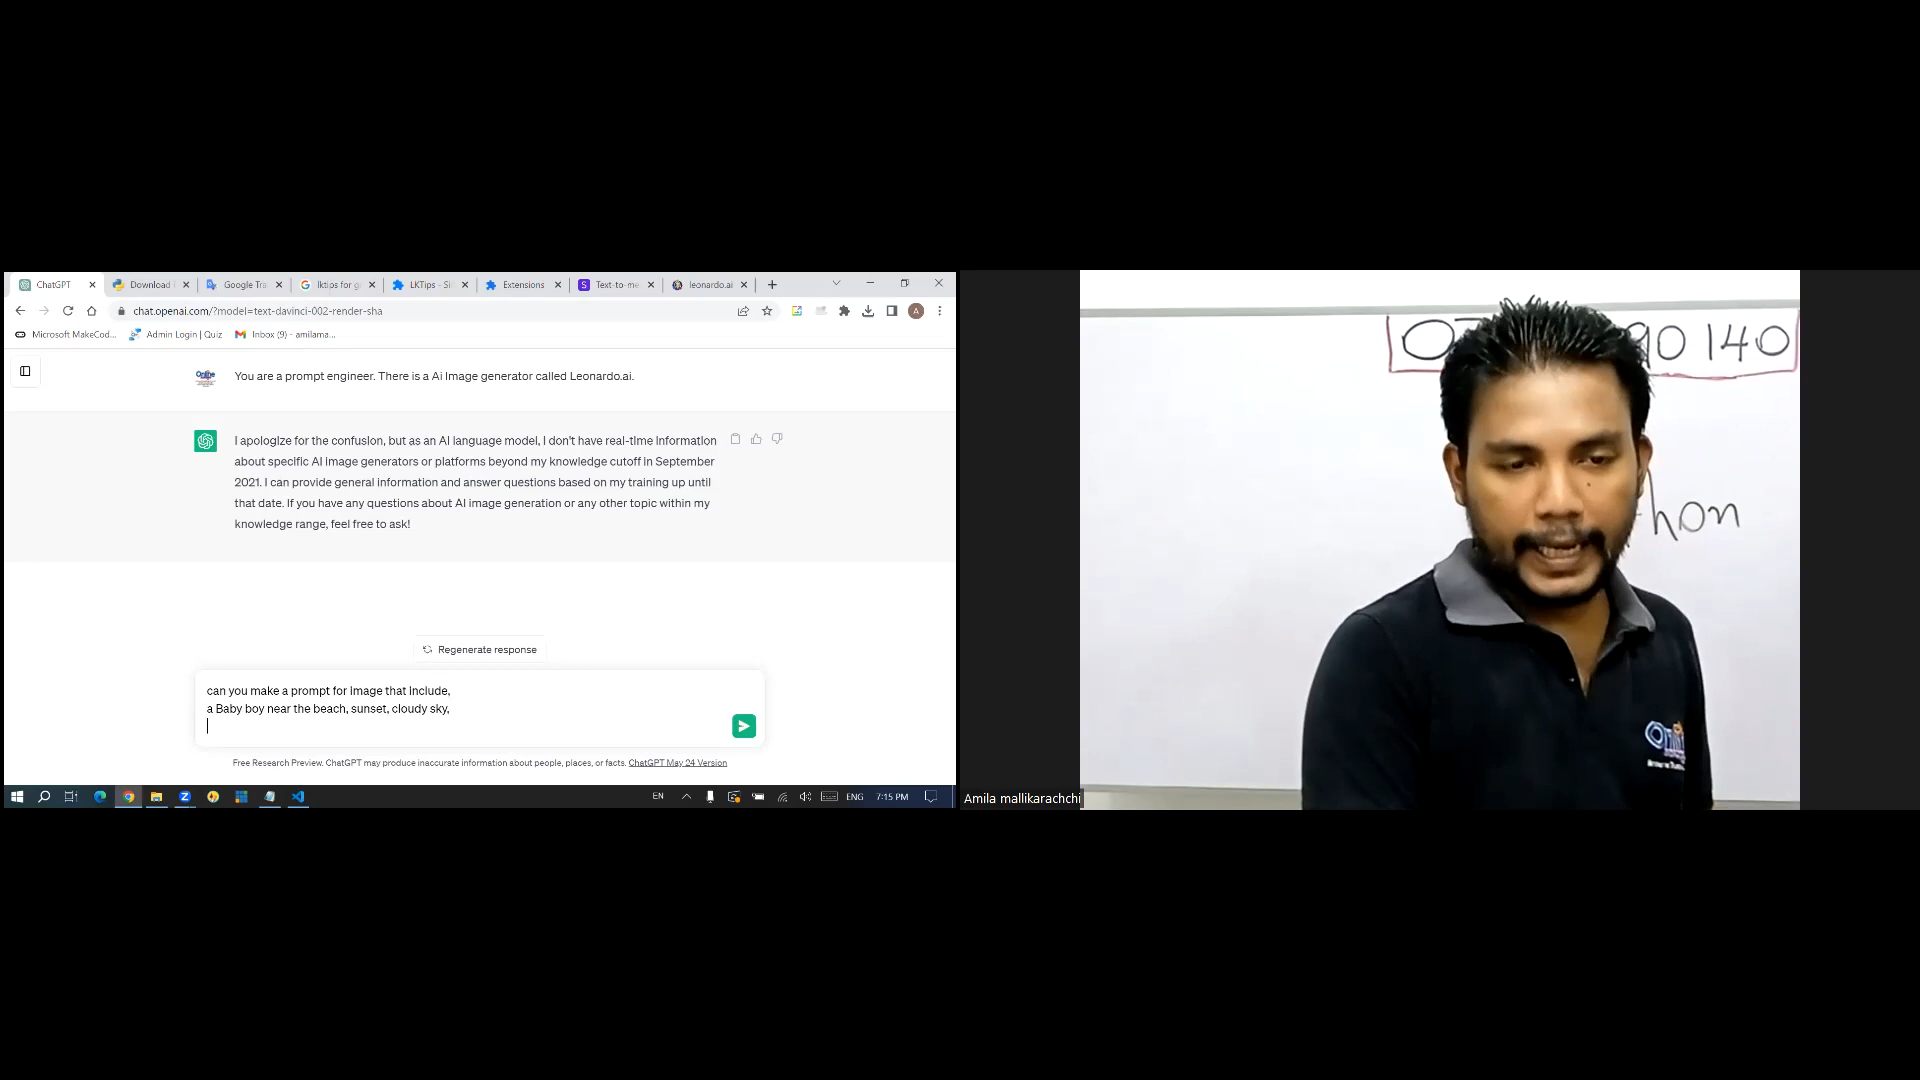 ChatGPT
Download
Google Tra
lktips for g
LKTips - Si
Extensions
Text-to-me
leonardo.ai
chat.openai.com/?model=text-davinci-002-render-sha
A
Microsoft MakeCod...
Admin Login | Quiz
Inbox (9) - amilama...
You are a prompt engineer. There is a Ai Image generator called Leonardo.ai.
I apologize for the confusion, but as an AI language model, I don't have real-time information
about specific AI image generators or platforms beyond my knowledge cutoff in September
2021. I can provide general information and answer questions based on my training up until
that date. If you have any questions about AI image generation or any other topic within my
knowledge range, feel free to ask!
Regenerate response
can you make a prompt for image that include,
a Baby boy near the beach, sunset, cloudy sky,
Free Research Preview. ChatGPT may produce inaccurate information about people, places, or facts. ChatGPT May 24 Version
EN
ENG
7:15 PM
90 140
hon
Amila mallikarachchi